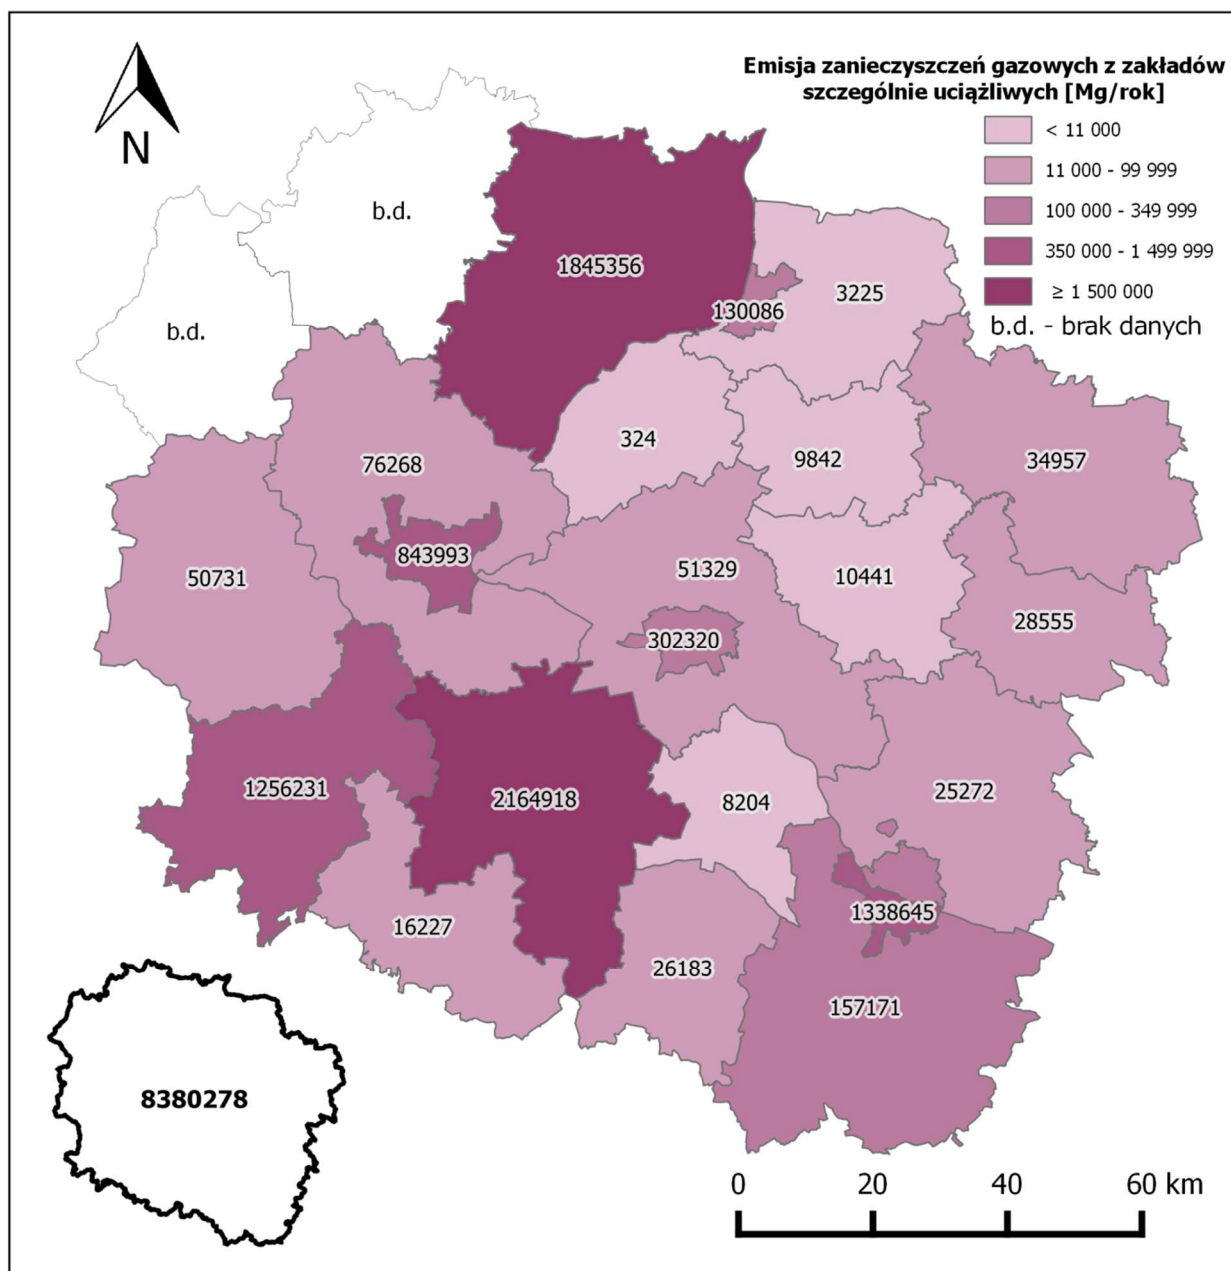 N
Emisja zanieczyszczeń gazowych z zakładów
szczególnie uciążliwych [Mg/rok]
< 11 000
11 000 - 99 999
100 000 - 349 999
350 000 - 1 499 999
≥ 1 500 000
b.d. - brak danych
b.d.
1845356
3225
130086
b.d.
324
9842
34957
76268
843993
51329
10441
50731
28555
302320
1256231
2164918
8204
25272
16227
1338645
26183
157171
8380278
0 20 40 60 km